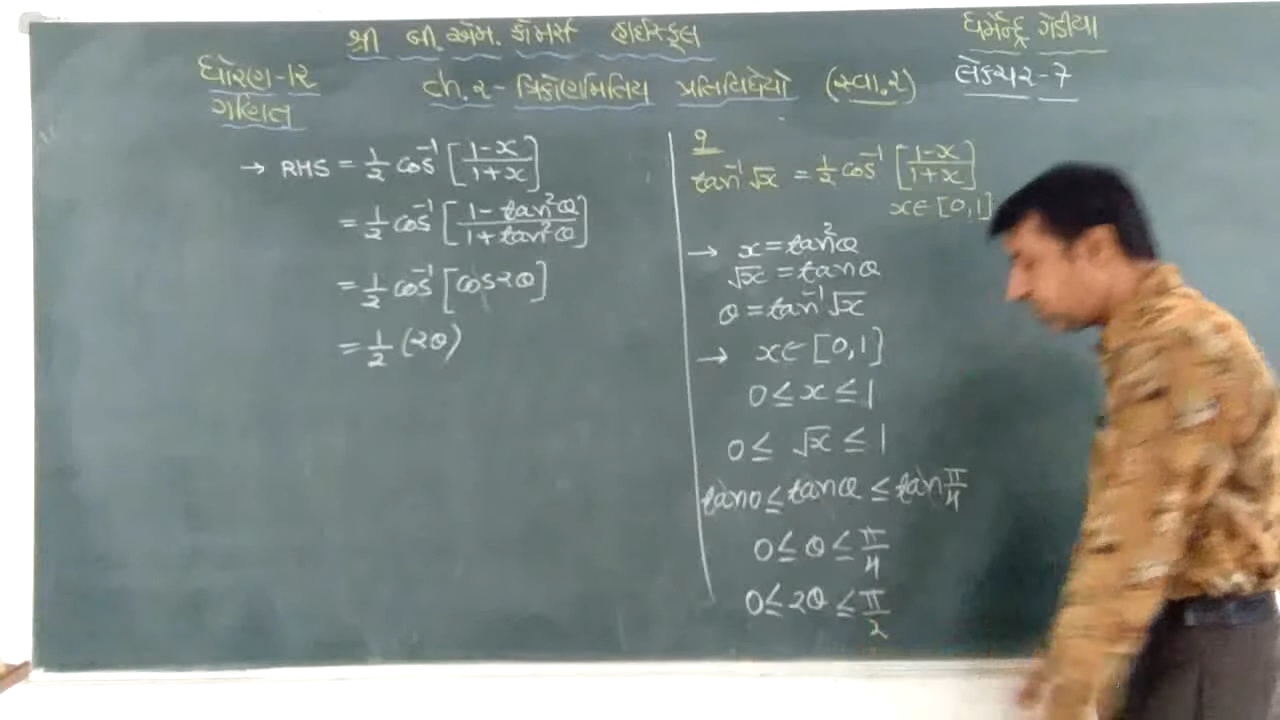 શ્રી બી. એમ. કોમર્સ હાઈસ્કૂલ
ધર્મેન્દ્ર ગેડીયા
ધોરણ-૧૨
ગણિત
ch.૨- ત્રિકોણમિતિય પ્રતિવિધેયો (સ્વા.૨)
લેક્ચર૨-7
→ RHS = 1/2 cos⁻¹ [(1-x)/(1+x)]
= 1/2 cos⁻¹ [(1-tan²θ)/(1+tan²θ)]
= 1/2 cos⁻¹ [cos2θ]
= 1/2 (2θ)
૧
tan⁻¹ √x = 1/2 cos⁻¹ [(1-x)/(1+x)]
x∈[0,1]
→ x = tan²θ
√x = tanθ
θ = tan⁻¹ √x
→ x∈ [0,1]
0 ≤ x ≤ 1
0 ≤ √x ≤ 1
tan0 ≤ tanθ ≤ tan π/4
0 ≤ θ ≤ π/4
0 ≤ 2θ ≤ π/2